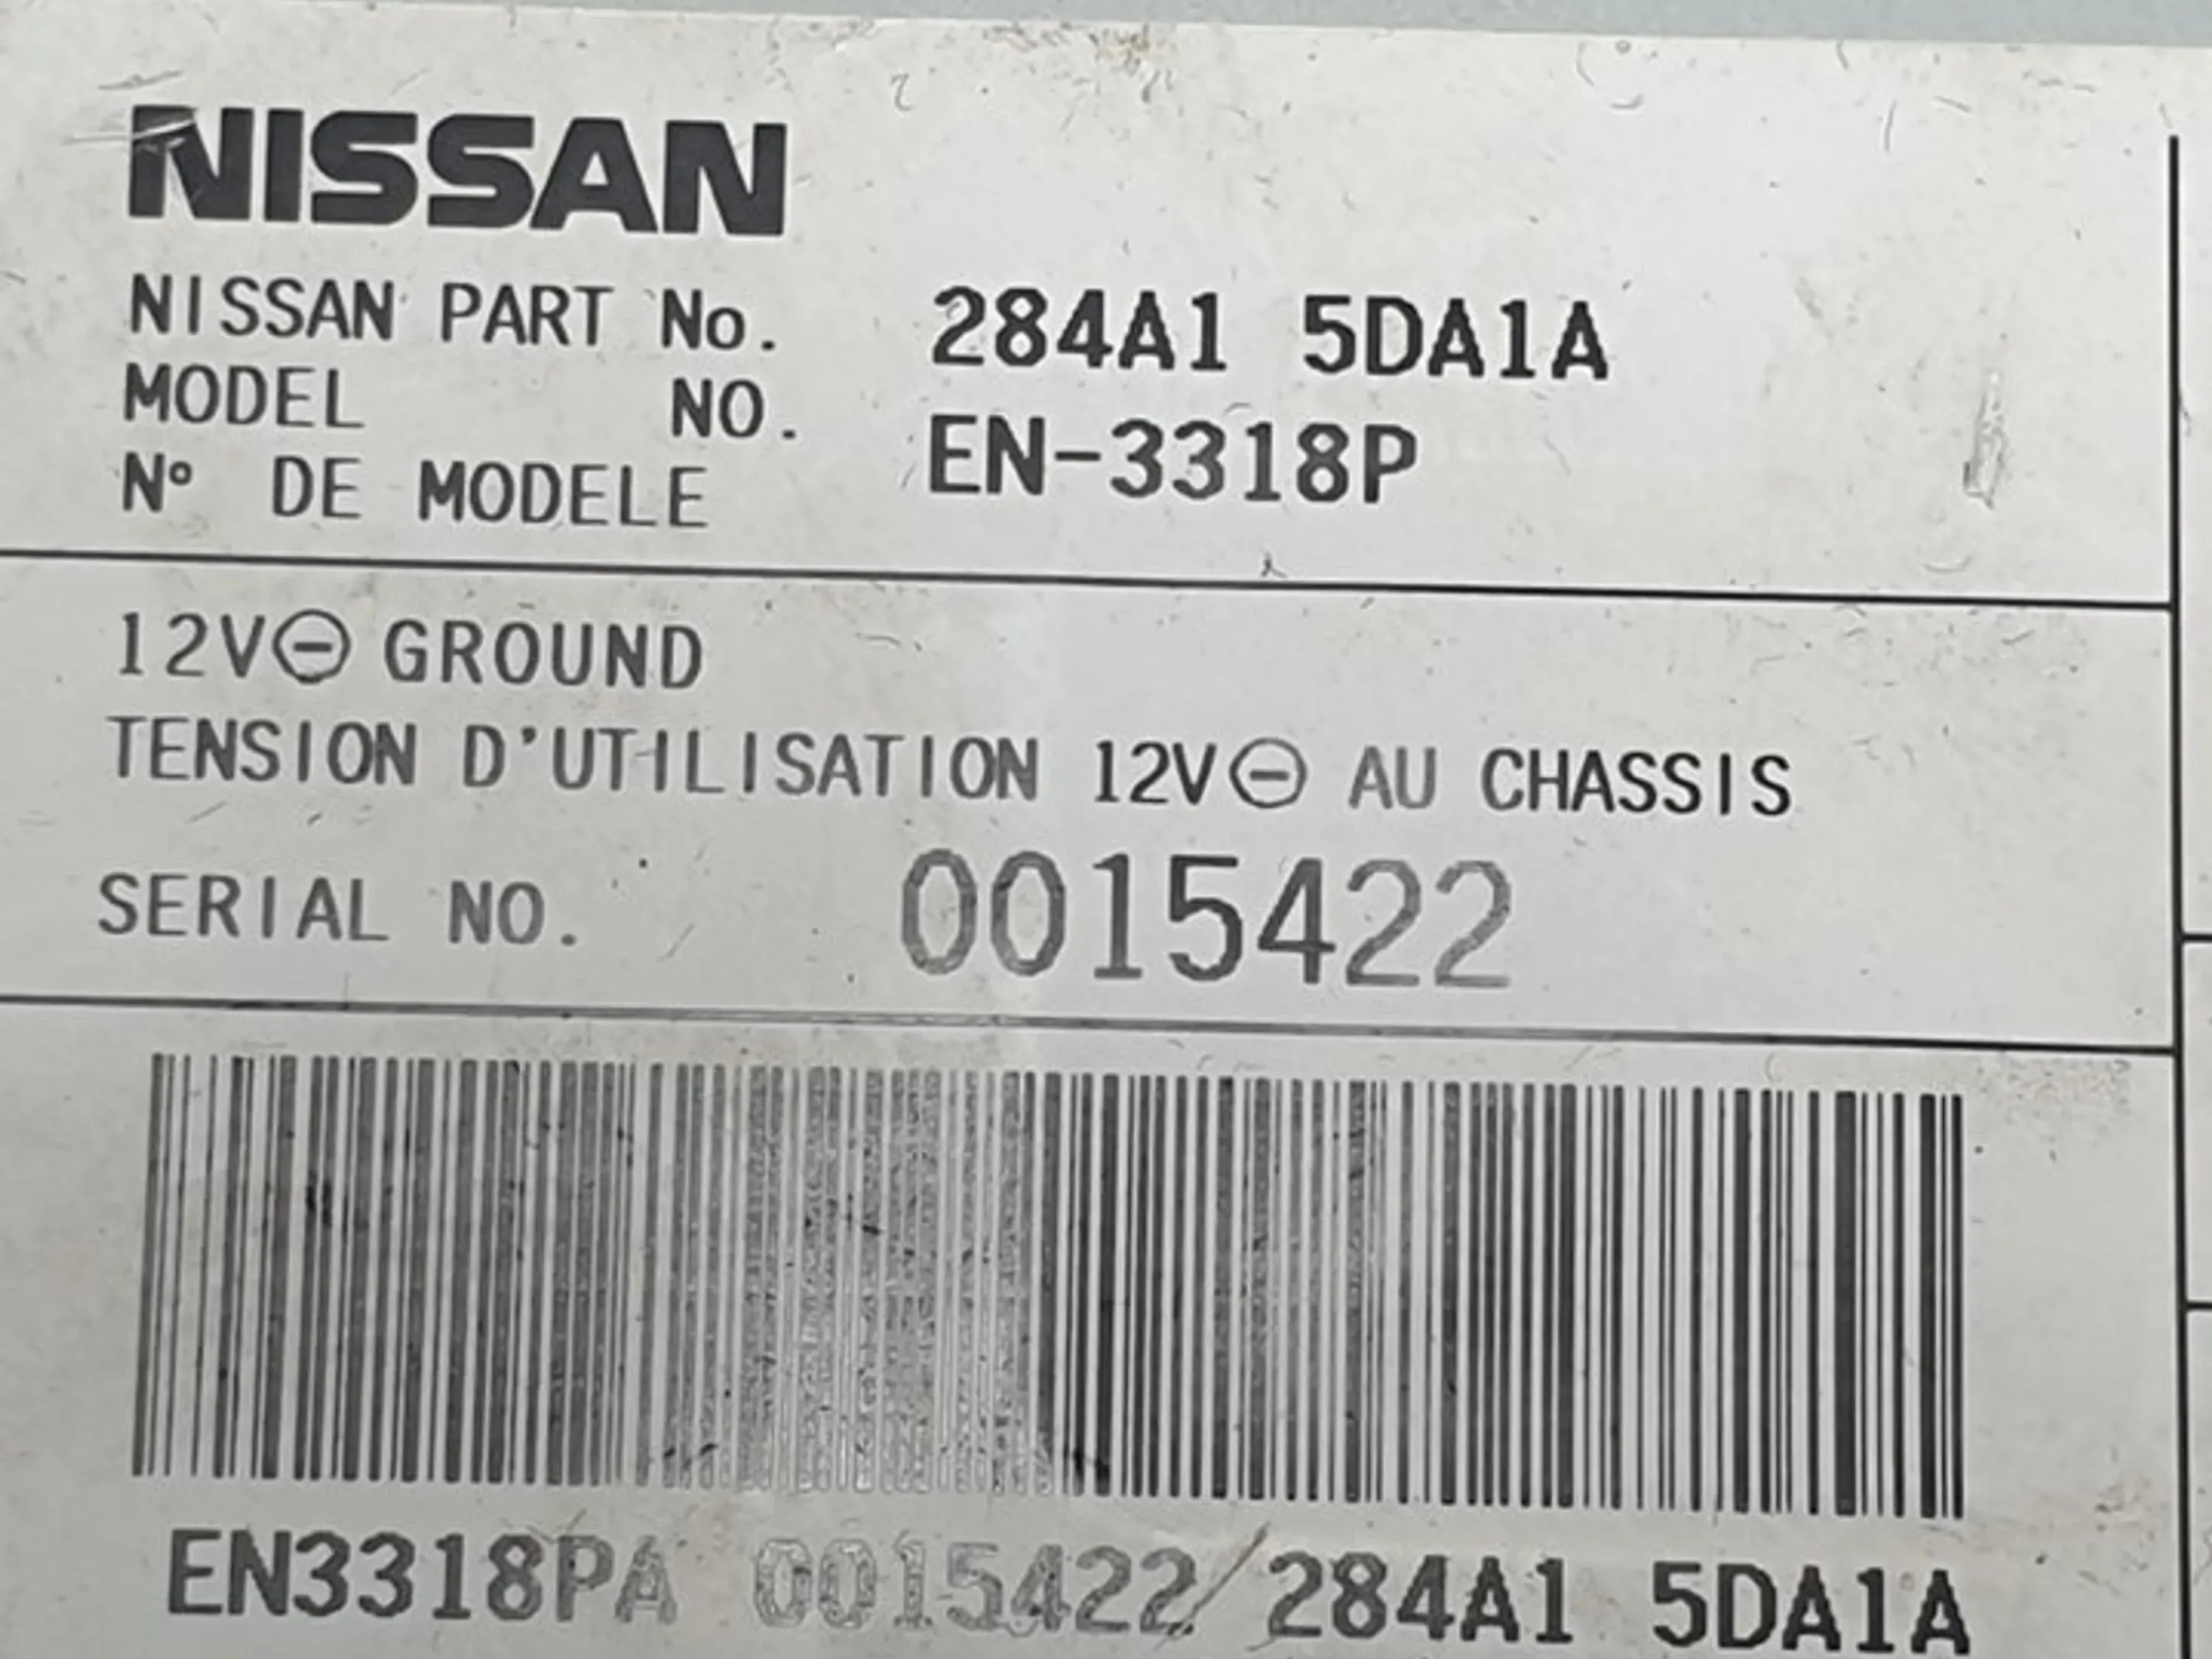 NISSAN
NISSAN PART No. 284A1 5DA1A
MODEL NO. EN-3318P
N° DE MODELE
12V⊖ GROUND
TENSION D'UTILISATION 12V⊖ AU CHASSIS
SERIAL NO. 0015422
EN3318PA 0015422/284A1 5DA1A